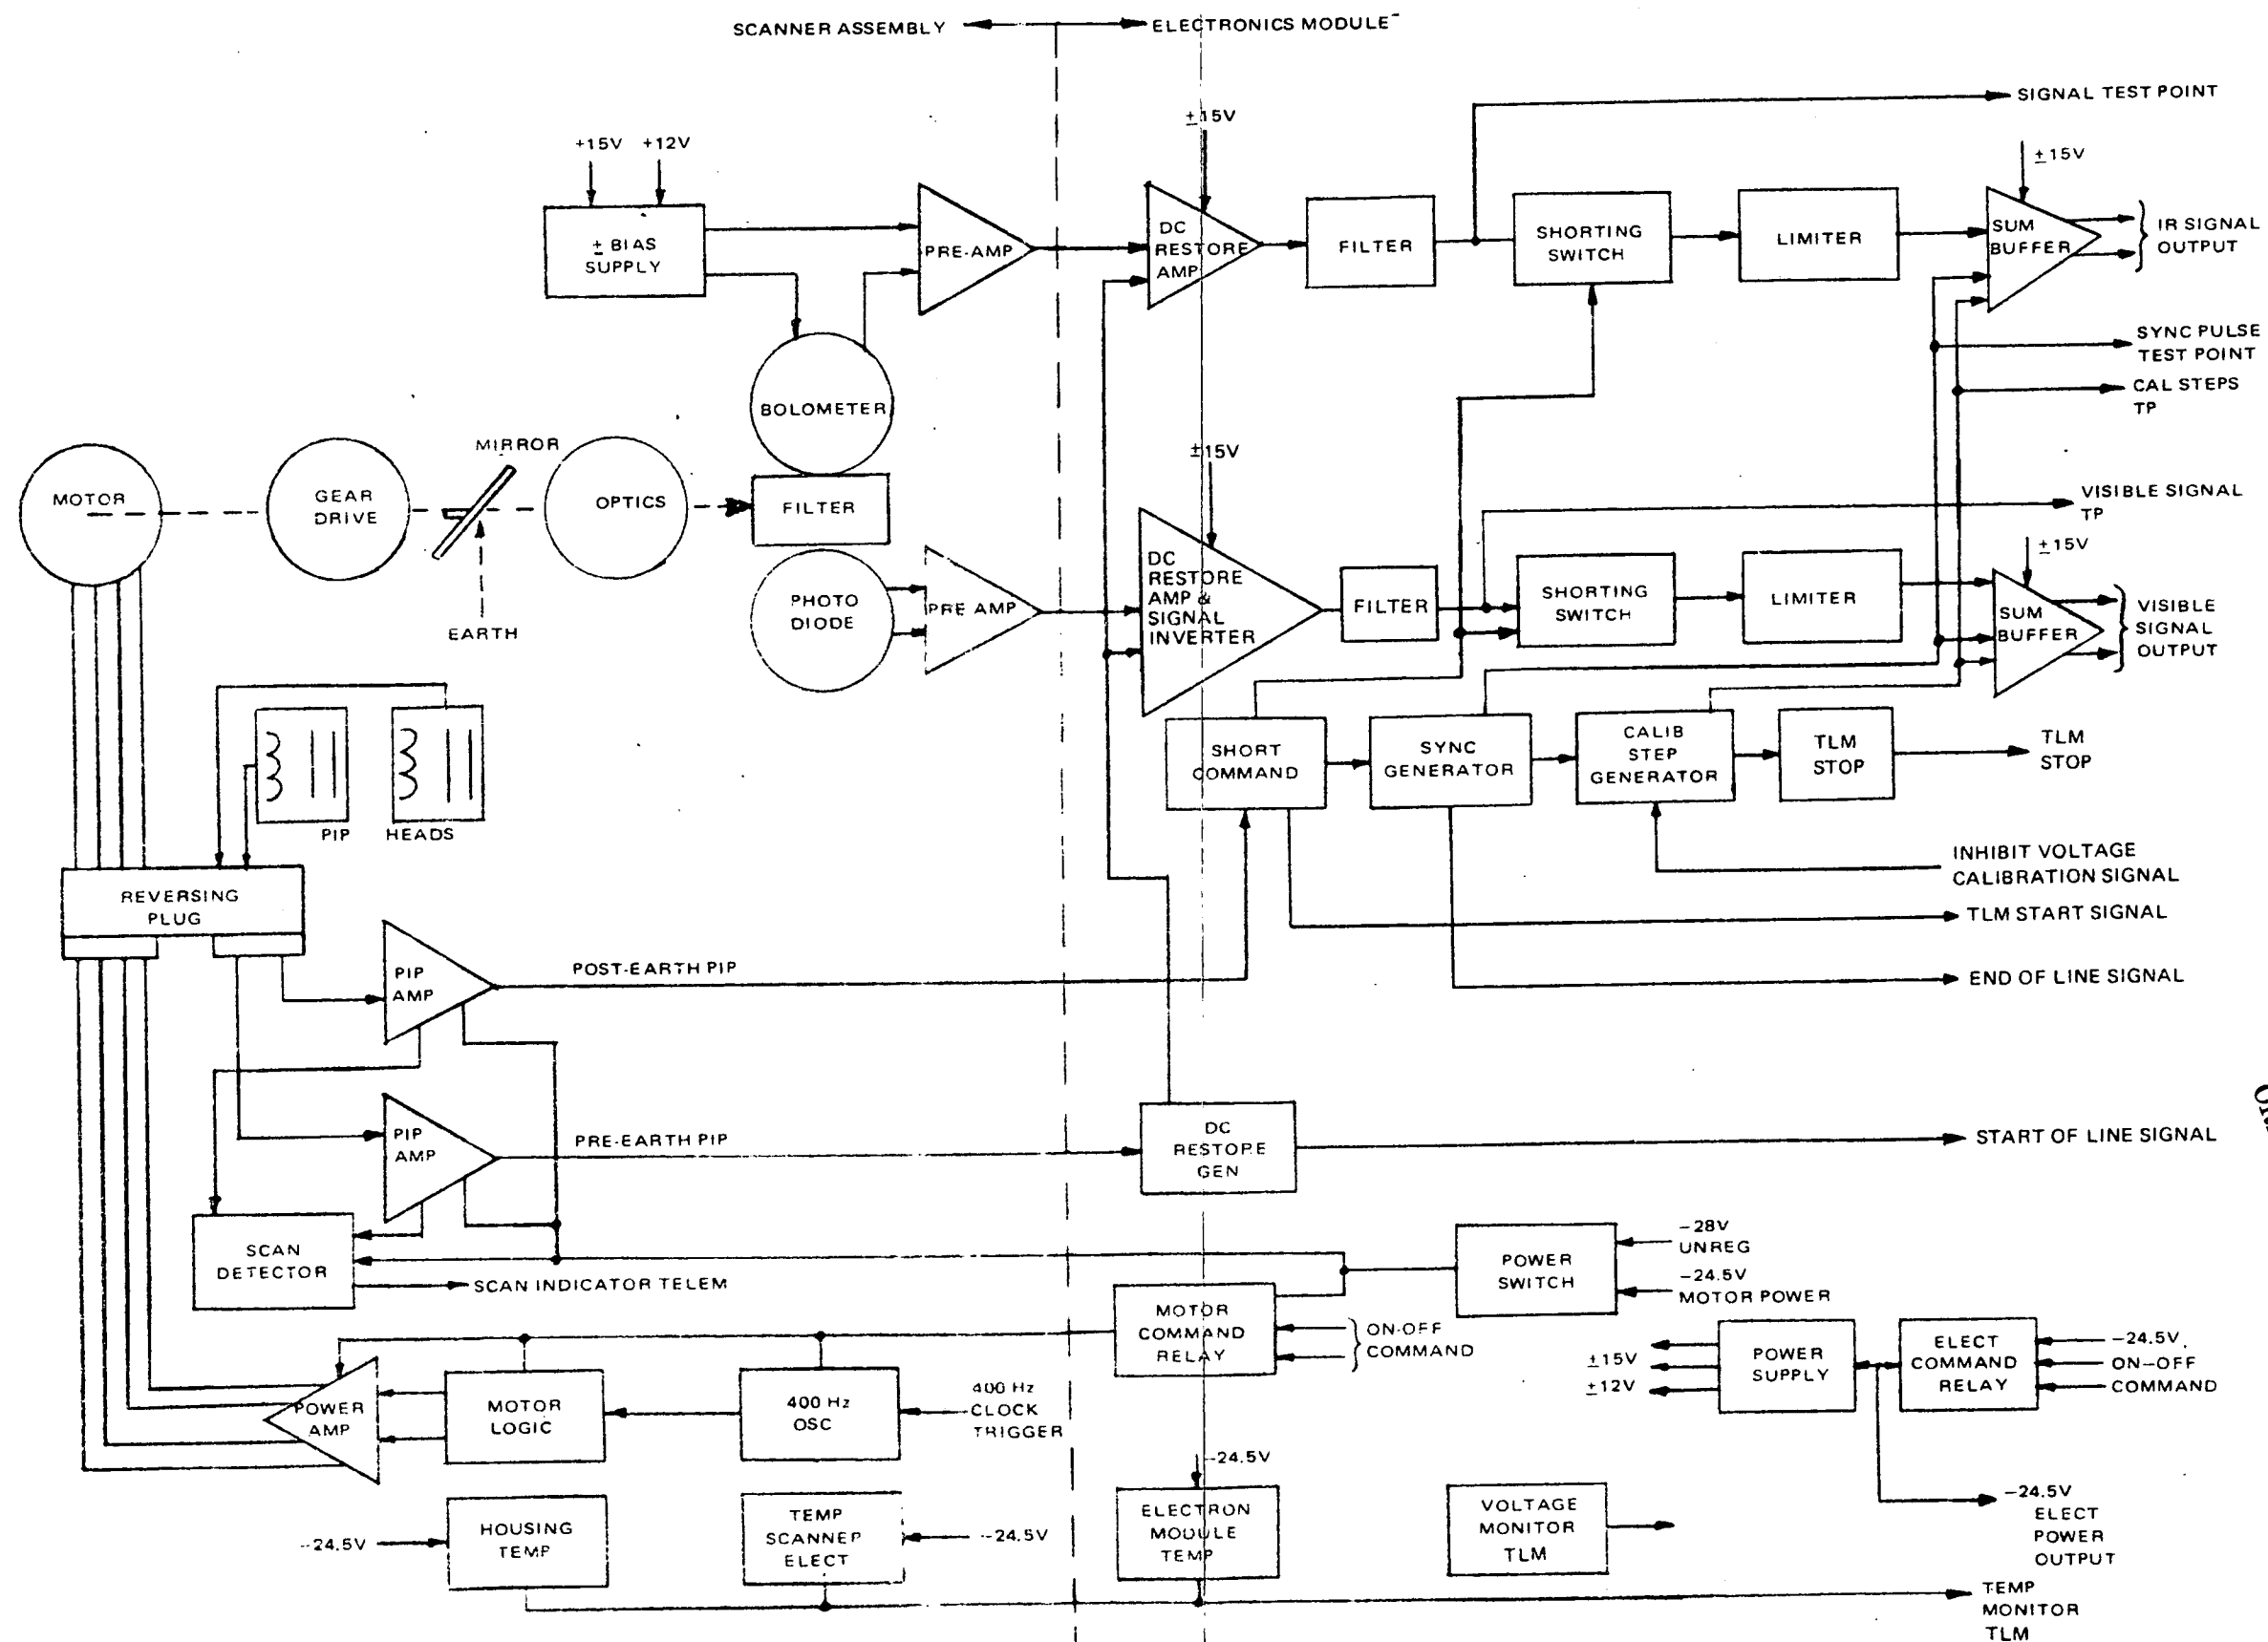 SCANNER ASSEMBLY
ELECTRONICS MODULE
SIGNAL TEST POINT
±15V
+15V +12V
±15V
± BIAS
SUPPLY
PRE-AMP
DC
RESTORE
AMP
FILTER
SHORTING
SWITCH
LIMITER
SUM
BUFFER
IR SIGNAL
OUTPUT
SYNC PULSE
TEST POINT
CAL STEPS
TP
BOLOMETER
MIRROR
±15V
MOTOR
GEAR
DRIVE
OPTICS
FILTER
VISIBLE SIGNAL
TP
±15V
EARTH
PHOTO
DIODE
PRE AMP
DC
RESTORE
AMP &
SIGNAL
INVERTER
FILTER
SHORTING
SWITCH
LIMITER
SUM
BUFFER
VISIBLE
SIGNAL
OUTPUT
PIP
HEADS
SHORT
COMMAND
SYNC
GENERATOR
CALIB
STEP
GENERATOR
TLM
STOP
TLM
STOP
INHIBIT VOLTAGE
CALIBRATION SIGNAL
REVERSING
PLUG
TLM START SIGNAL
PIP
AMP
POST-EARTH PIP
END OF LINE SIGNAL
PIP
AMP
PRE-EARTH PIP
DC
RESTORE
GEN
START OF LINE SIGNAL
SCAN
DETECTOR
SCAN INDICATOR TELEM
POWER
SWITCH
-28V
UNREG
-24.5V
MOTOR POWER
MOTOR
COMMAND
RELAY
ON-OFF
COMMAND
±15V
±12V
POWER
SUPPLY
ELECT
COMMAND
RELAY
-24.5V
ON-OFF
COMMAND
POWER
AMP
MOTOR
LOGIC
400 Hz
OSC
400 Hz
CLOCK
TRIGGER
-24.5V
-24.5V
HOUSING
TEMP
TEMP
SCANNER
ELECT
--24.5V
ELECTRON
MODULE
TEMP
VOLTAGE
MONITOR
TLM
-24.5V
ELECT
POWER
OUTPUT
TEMP
MONITOR
TLM